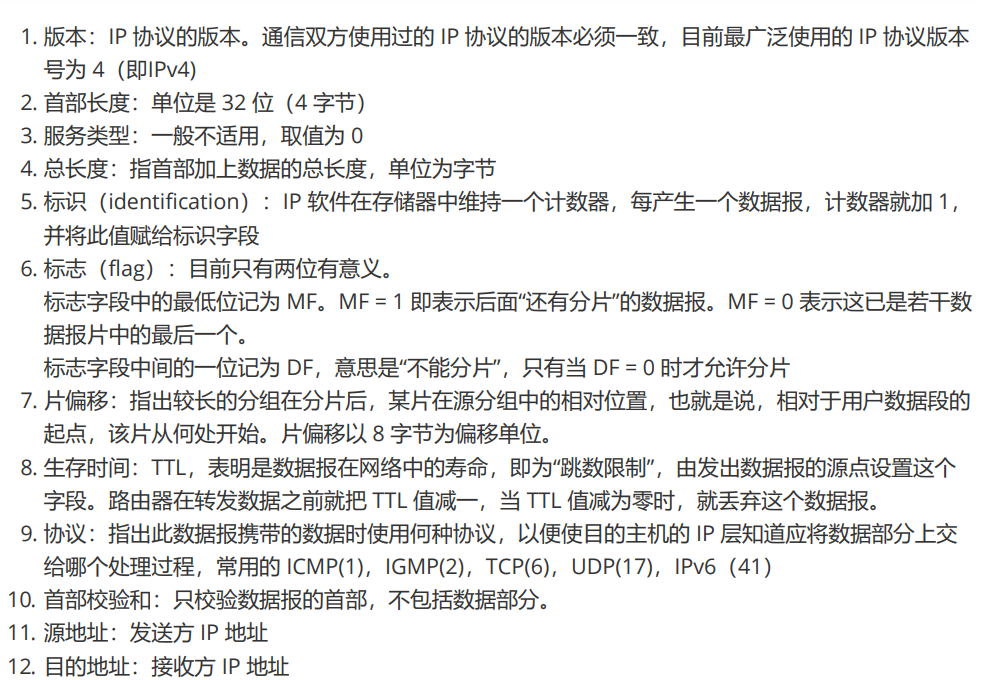 1. 版本：IP 协议的版本。通信双方使用过的 IP 协议的版本必须一致，目前最广泛使用的 IP 协议版本
号为 4（即IPv4)
2. 首部长度：单位是 32 位（4 字节）
3. 服务类型：一般不适用，取值为 0
4. 总长度：指首部加上数据的总长度，单位为字节
5. 标识（identification）：IP 软件在存储器中维持一个计数器，每产生一个数据报，计数器就加 1，
并将此值赋给标识字段
6. 标志（flag）：目前只有两位有意义。
标志字段中的最低位记为 MF。MF = 1 即表示后面“还有分片”的数据报。MF = 0 表示这已是若干数
据报片中的最后一个。
标志字段中间的一位记为 DF，意思是“不能分片”，只有当 DF = 0 时才允许分片
7. 片偏移：指出较长的分组在分片后，某片在源分组中的相对位置，也就是说，相对于用户数据段的
起点，该片从何处开始。片偏移以 8 字节为偏移单位。
8. 生存时间：TTL，表明是数据报在网络中的寿命，即为“跳数限制”，由发出数据报的源点设置这个
字段。路由器在转发数据之前就把 TTL 值减一，当 TTL 值减为零时，就丢弃这个数据报。
9. 协议：指出此数据报携带的数据时使用何种协议，以便使目的主机的 IP 层知道应将数据部分上交
给哪个处理过程，常用的 ICMP(1)，IGMP(2)，TCP(6)，UDP(17)，IPv6（41）
10. 首部校验和：只校验数据报的首部，不包括数据部分。
11. 源地址：发送方 IP 地址
12. 目的地址：接收方 IP 地址